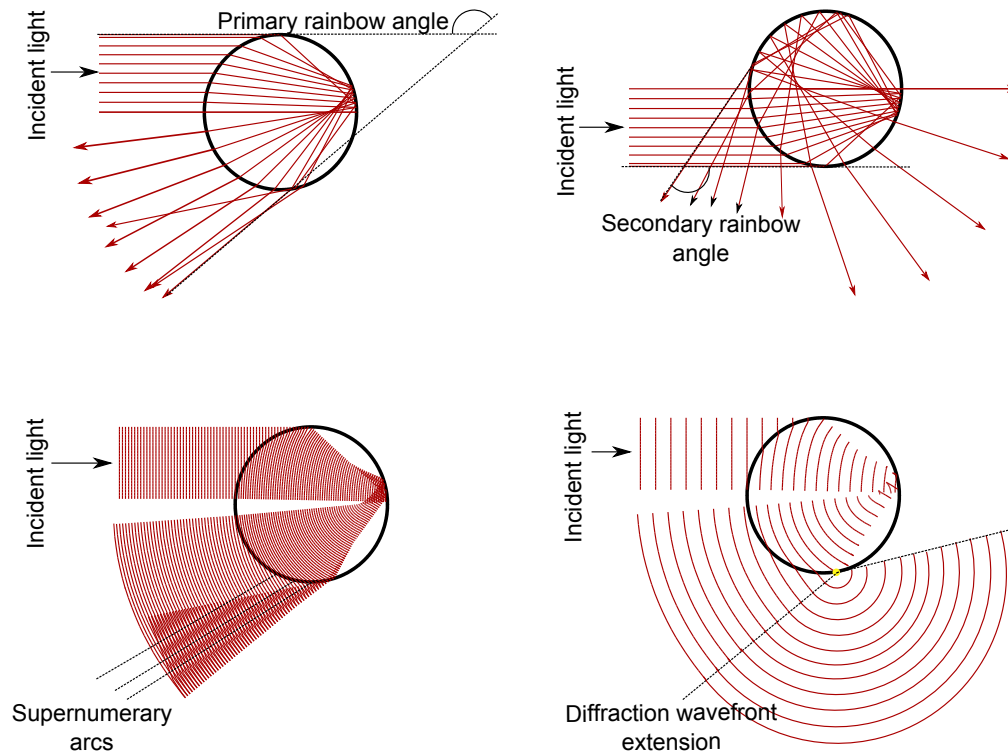 Primary rainbow angle
Incident light
Incident light
Secondary rainbow
angle
Incident light
Supernumerary
arcs
Incident light
Diffraction wavefront
extension